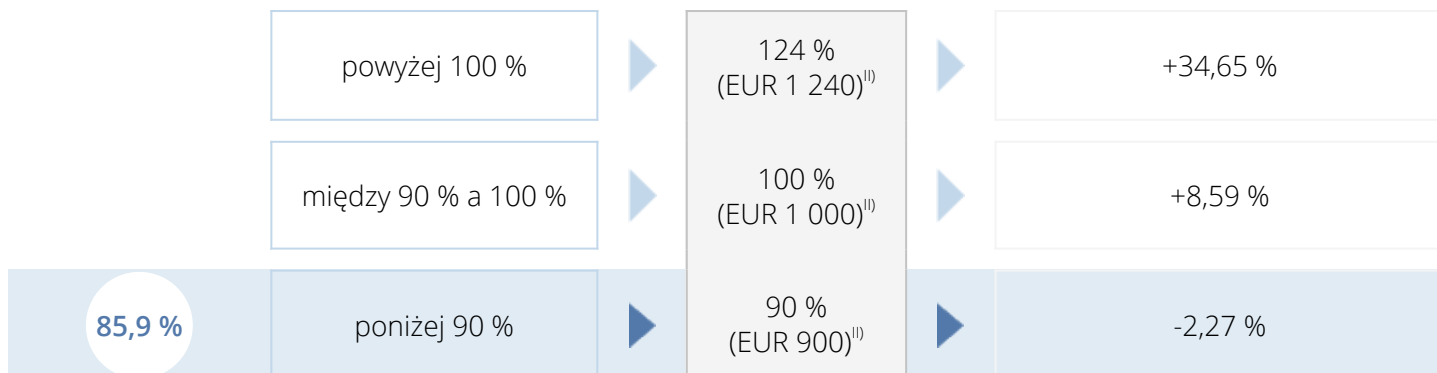 powyżej 100 %
124 %
(EUR 1 240)II)
+34,65 %
między 90 % a 100 %
100 %
(EUR 1 000)II)
+8,59 %
85,9 %
poniżej 90 %
90 %
(EUR 900)II)
-2,27 %